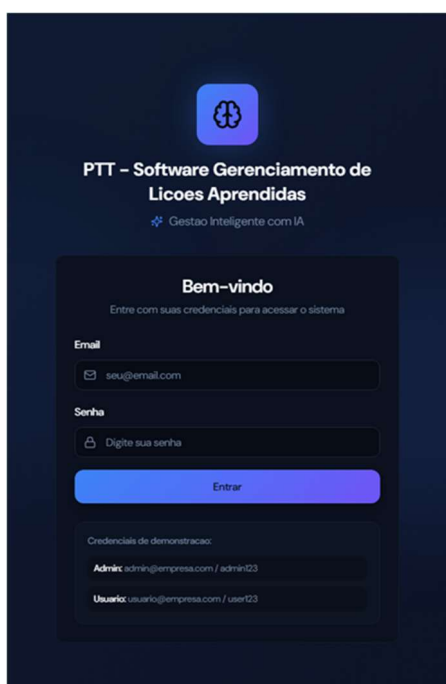 PTT - Software Gerenciamento de
Licoes Aprendidas
Gestao Inteligente com IA
Bem-vindo
Entre com suas credenciais para acessar o sistema
Email
seu@email.com
Senha
Digite sua senha
Entrar
Credenciais de demonstracao:
Admin: admin@empresa.com / admin123
Usuario: usuario@empresa.com / user123